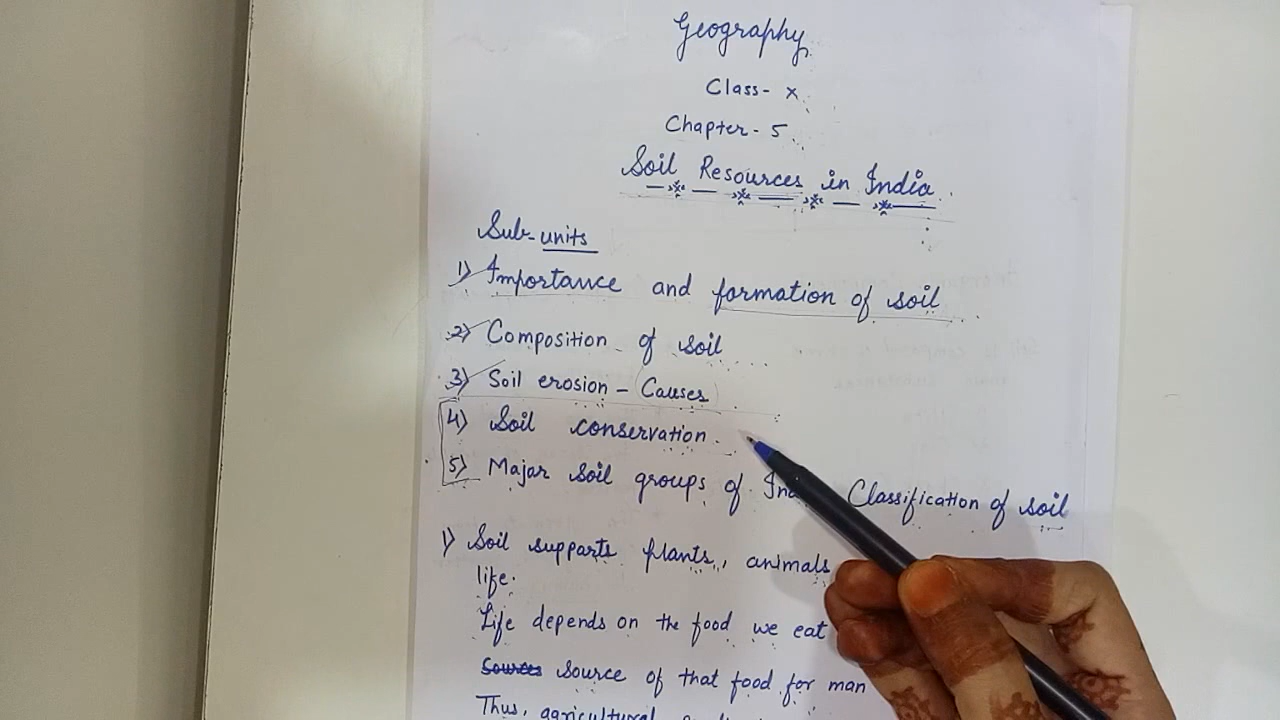 Geography
Class- X
Chapter- 5
Soil Resources in India
Sub-units
1) Importance and formation of soil
2) Composition of soil
3) Soil erosion - Causes
4) Soil conservation.
5) Majar Soil groups of Classification of soil
1) Soil supports plants, animals
life.
Life depends on the food we eat
source of that food for man
Thus, agricultural